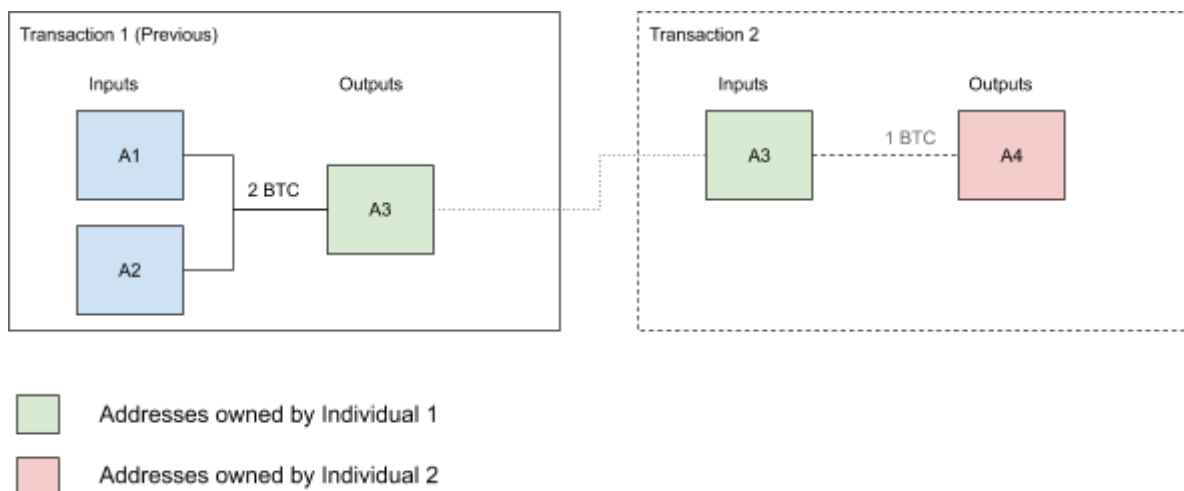 Transaction 1 (Previous)
Inputs
Outputs
A1
2 BTC
A3
A2
Transaction 2
Inputs
Outputs
A3
1 BTC
A4
Addresses owned by Individual 1
Addresses owned by Individual 2